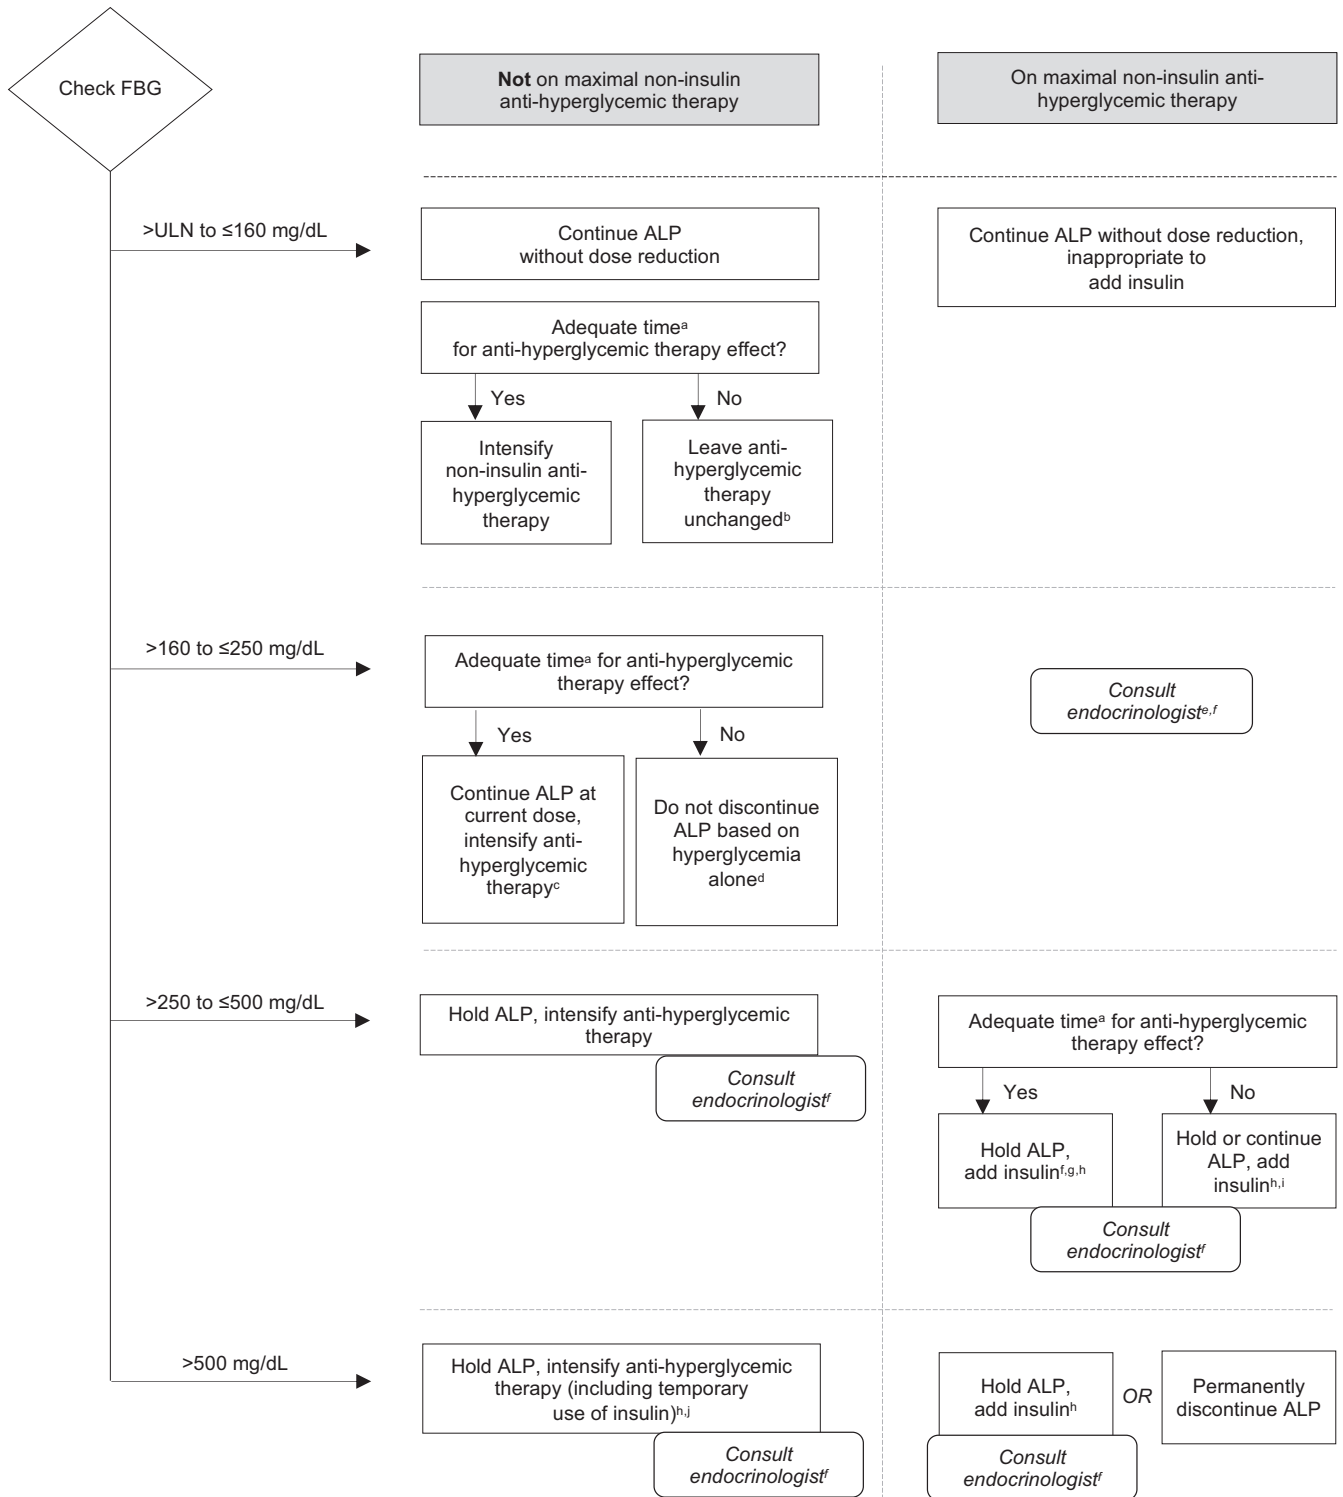 Check FBG
Not on maximal non-insulin
anti-hyperglycemic therapy
On maximal non-insulin anti-
hyperglycemic therapy
>ULN to ≤160 mg/dL
Continue ALP
without dose reduction
Continue ALP without dose reduction,
inappropriate to
add insulin
Adequate timeᵃ
for anti-hyperglycemic therapy effect?
Yes
No
Intensify
non-insulin anti-
hyperglycemic
therapy
Leave anti-
hyperglycemic
therapy
unchangedᵇ
>160 to ≤250 mg/dL
Adequate timeᵃ for anti-hyperglycemic
therapy effect?
Yes
No
Continue ALP at
current dose,
intensify anti-
hyperglycemic
therapyᶜ
Do not discontinue
ALP based on
hyperglycemia
aloneᵈ
Consult
endocrinologistᵉ,ᶠ
>250 to ≤500 mg/dL
Hold ALP, intensify anti-hyperglycemic
therapy
Consult
endocrinologistᶠ
Adequate timeᵃ for anti-hyperglycemic
therapy effect?
Yes
No
Hold ALP,
add insulinᶠ,ᵍ,ʰ
Hold or continue
ALP, add
insulinʰ,ⁱ
Consult
endocrinologistᶠ
>500 mg/dL
Hold ALP, intensify anti-hyperglycemic
therapy (including temporary
use of insulin)ʰ,ʲ
Consult
endocrinologistᶠ
Hold ALP,
add insulinʰ
OR
Permanently
discontinue ALP
Consult
endocrinologistᶠ